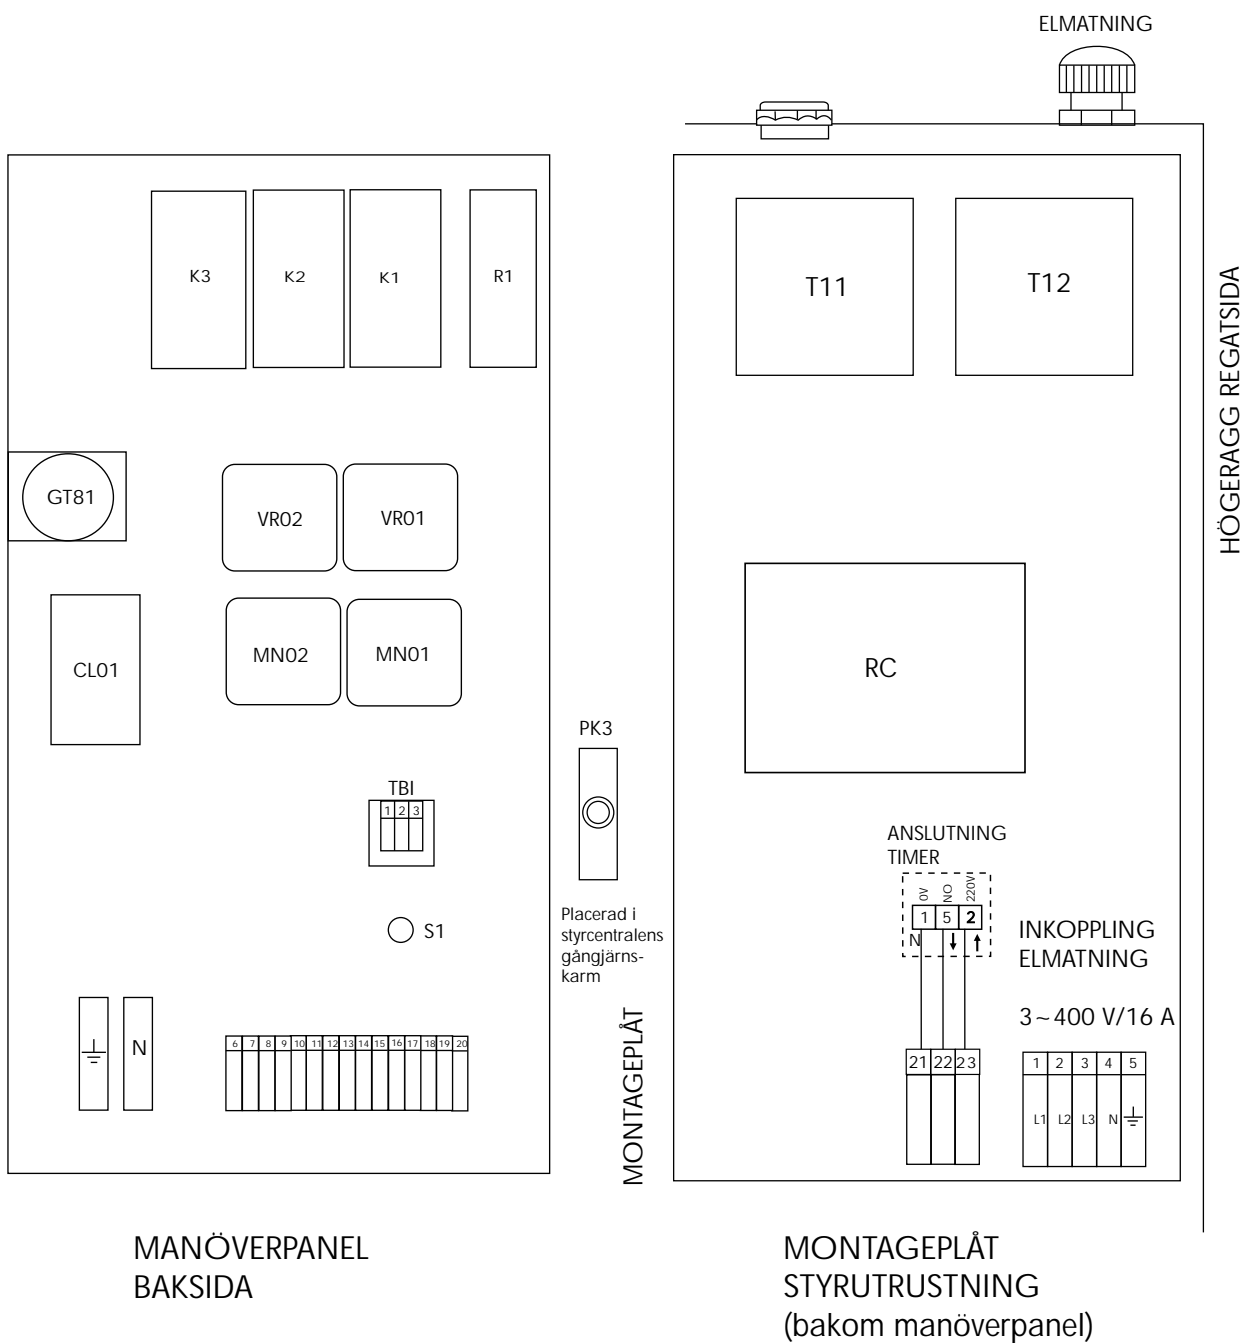 ELMATNING
K3
K2
K1
R1
GT81
VR02
VR01
MN02
MN01
CL01
TBI
1 2 3
S1
N
6 7 8 9 10 11 12 13 14 15 16 17 18 19 20
MANÖVERPANEL
BAKSIDA
PK3
Placerad i
styrcentralens
gångjärns-
karm
MONTAGEPLÅT
T11
T12
RC
HÖGERAGG REGATSIDA
ANSLUTNING
TIMER
0V NO 220V
1 5 2
N
21 22 23
INKOPPLING
ELMATNING
3~400 V/16 A
1 2 3 4 5
L1 L2 L3 N
MONTAGEPLÅT
STYRUTRUSTNING
(bakom manöverpanel)